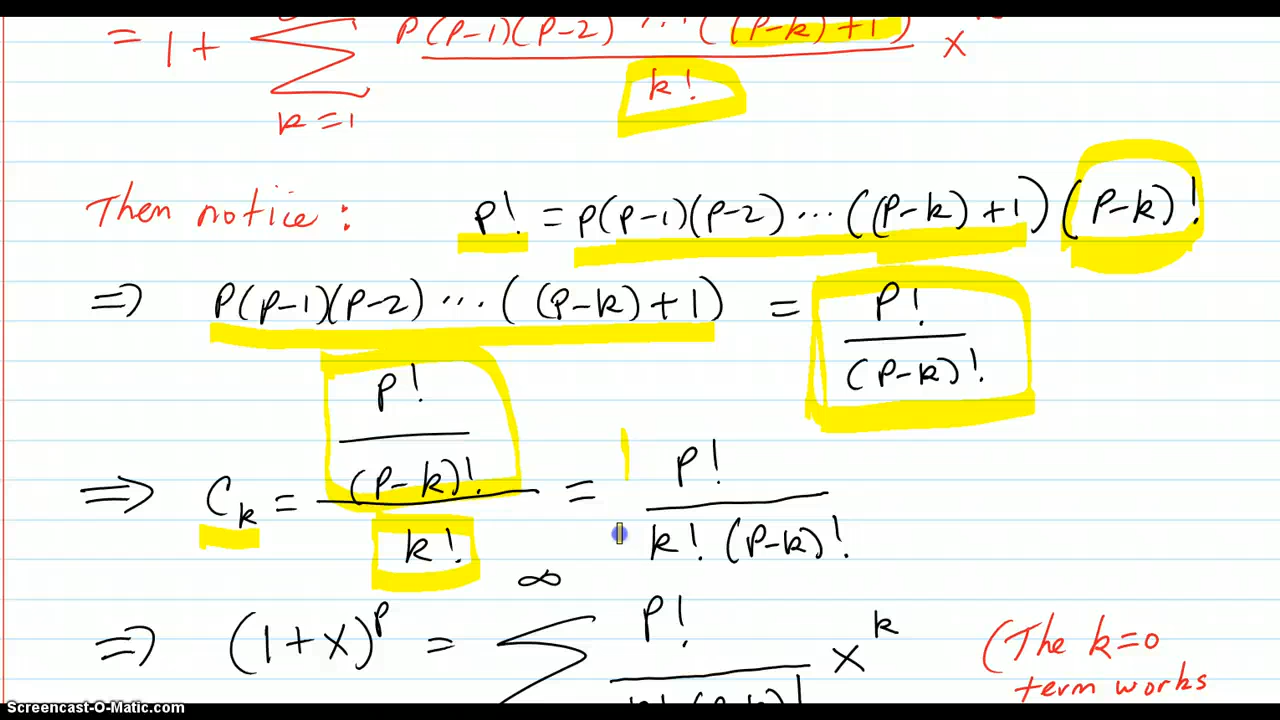 = 1 + ∑ P(P-1)(P-2) ... ((P-k)+1) x
k!
k=1
Then notice: P! = P(P-1)(P-2) ... ((P-k)+1)(P-k)!
=> P(P-1)(P-2) ... ((P-k)+1) = P!
(P-k)!
P!
=> C_k = (P-k)! = P!
k! k!(P-k)!
∞
=> (1+x)^P = ∑ P! x^k (The k=0
term works
Screencast-O-Matic.com